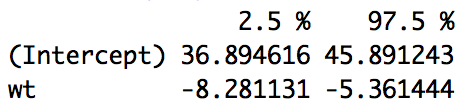 2.5 % 97.5 %
(Intercept) 36.894616 45.891243
wt -8.281131 -5.361444